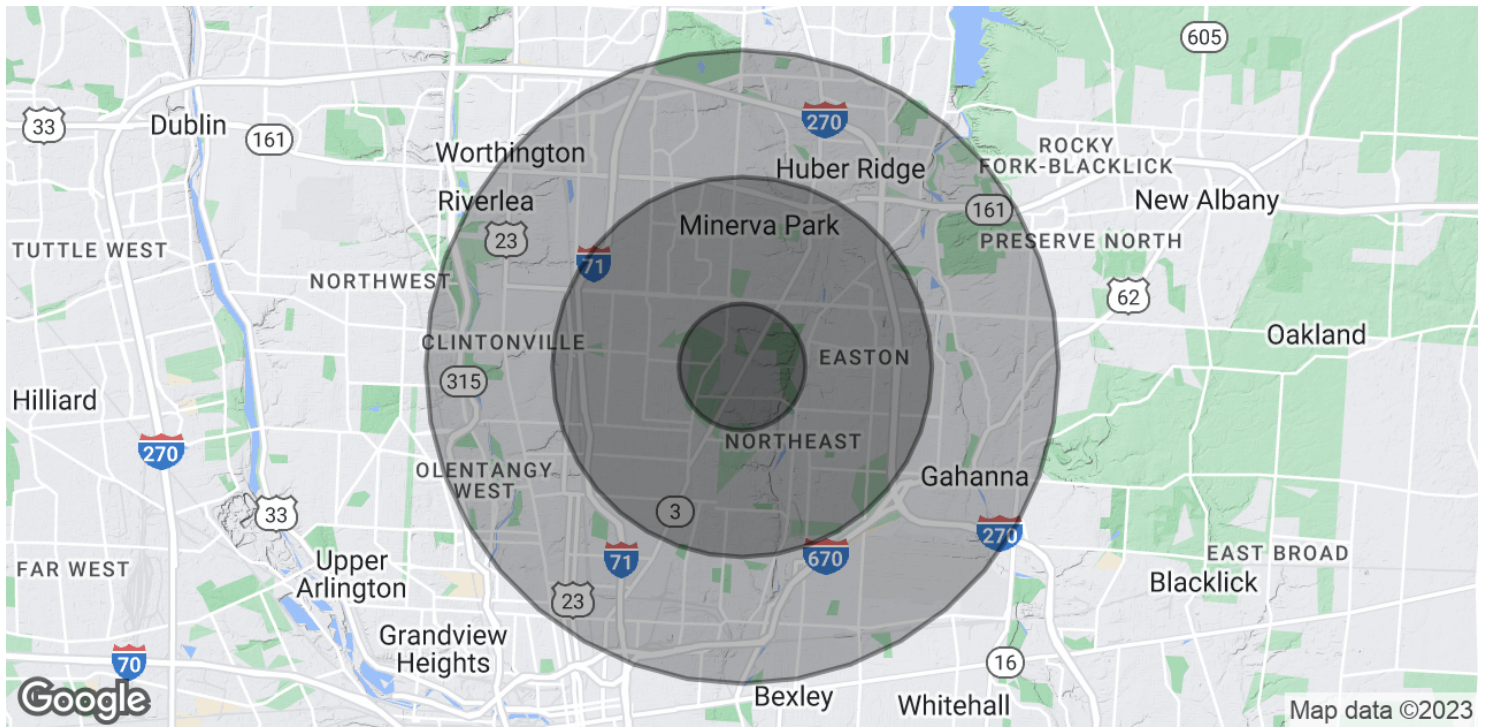 605
33
Dublin
161
270
Worthington
ROCKY
FORK-BLACKLICK
Huber Ridge
Riverlea
New Albany
161
Minerva Park
23
PRESERVE NORTH
TUTTLE WEST
71
NORTHWEST
62
Oakland
CLINTONVILLE
EASTON
315
Hilliard
NORTHEAST
270
OLENTANGY
WEST
Gahanna
33
3
270
EAST BROAD
71
670
Upper
Arlington
FAR WEST
Blacklick
23
Grandview
Heights
70
16
Bexley
Whitehall
Google
Map data ©2023